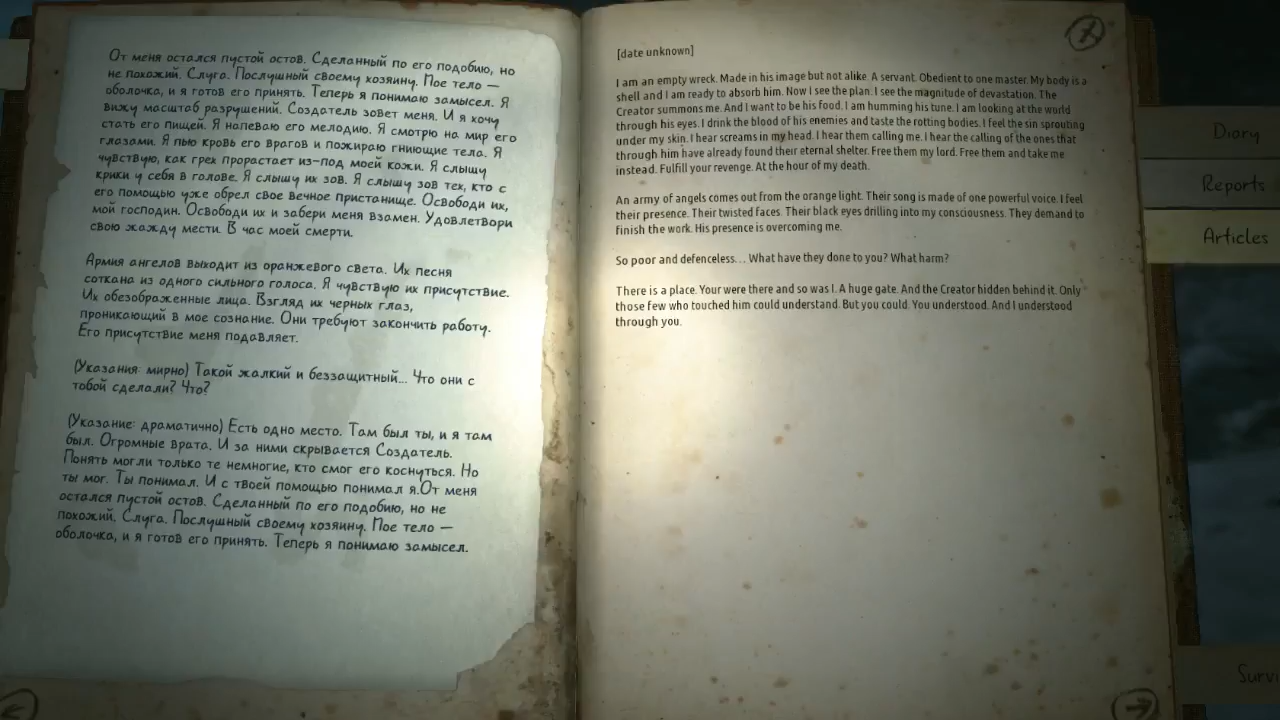 От меня остался пустой остов. Сделанный по его подобию, но
не похожий. Слуга. Послушный своему хозяину. Пое тело —
оболочка, и я готов его принять. Теперь я понимаю замысел. Я
вижу масштаб разрушений. Создатель зовет меня. И я хочу
стать его пищей. Я напеваю его мелодию. Я смотрю на мир его
глазами. Я пью кровь его врагов и пожираю гниющие тела. Я
чувствую, как грех прорастает из-под моей кожи. Я слышу
крики у себя в голове. Я слышу их зов. Я слышу зов тех, кто с
его помощью уже обрел свое вечное пристанище. Освободи их,
мой господин. Освободи их и забери меня взамен. Удовлетвори
свою жажду мести. В час моей смерти.
Армия ангелов выходит из оранжевого света. Их песня
соткана из одного сильного голоса. Я чувствую их присутствие.
Их обезображенные лица. Взгляд их черных глаз,
проникающий в мое сознание. Они требуют закончить работу.
Его присутствие меня подавляет.
(Указания: мирно) Такой жалкий и беззащитный... Что они с
тобой сделали? Что?
(Указание: драматично) Есть одно место. Там был ты, и я там
был. Огромные врата. И за ними скрывается Создатель.
Понять могли только те немногие, кто смог его коснуться. Но
ты мог. Ты понимал. И с твоей помощью понимал я.От меня
остался пустой остов. Сделанный по его подобию, но не
похожий. Слуга. Послушный своему хозяину. Пое тело —
оболочка, и я готов его принять. Теперь я понимаю замысел.
[date unknown]
I am an empty wreck. Made in his image but not alike. A servant. Obedient to one master. My body is a
shell and I am ready to absorb him. Now I see the plan. I see the magnitude of devastation. The
Creator summons me. And I want to be his food. I am humming his tune. I am looking at the world
through his eyes. I drink the blood of his enemies and taste the rotting bodies. I feel the sin sprouting
under my skin. I hear screams in my head. I hear them calling me. I hear the calling of the ones that
through him have already found their eternal shelter. Free them my lord. Free them and take me
instead. Fulfill your revenge. At the hour of my death.
An army of angels comes out from the orange light. Their song is made of one powerful voice. I feel
their presence. Their twisted faces. Their black eyes drilling into my consciousness. They demand to
finish the work. His presence is overcoming me.
So poor and defenceless... What have they done to you? What harm?
There is a place. Your were there and so was I. A huge gate. And the Creator hidden behind it. Only
those few who touched him could understand. But you could. You understood. And I understood
through you.
Diary
Reports
Articles
Survi